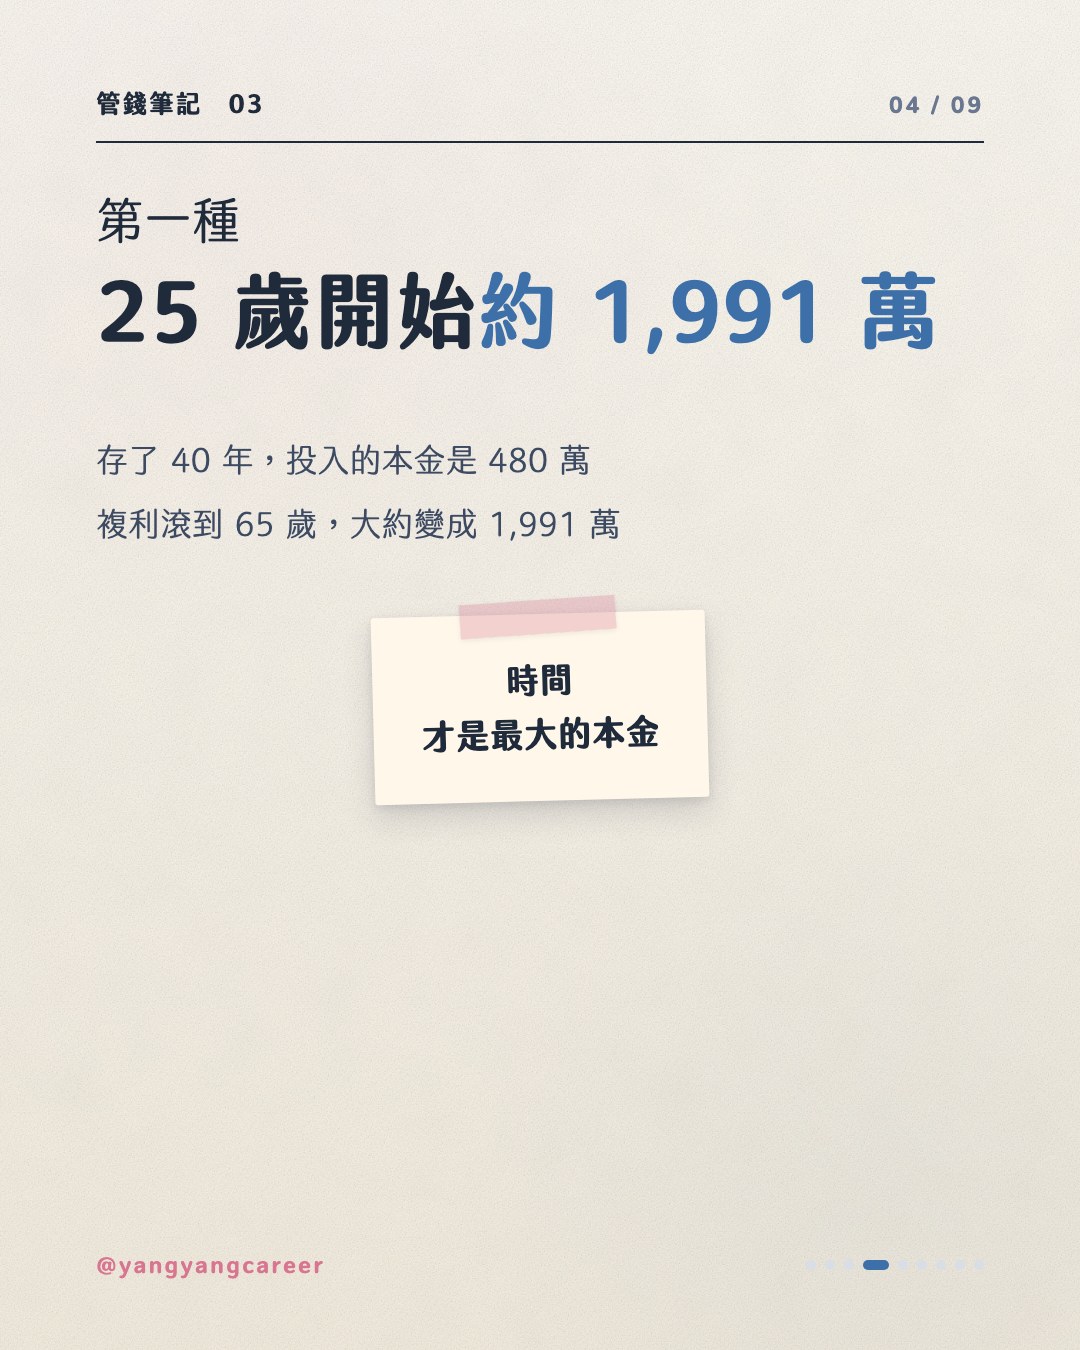 管錢筆記 03
04 / 09
第一種
25 歲開始約 1,991 萬
存了 40 年，投入的本金是 480 萬
複利滾到 65 歲，大約變成 1,991 萬
時間
才是最大的本金
@yangyangcareer